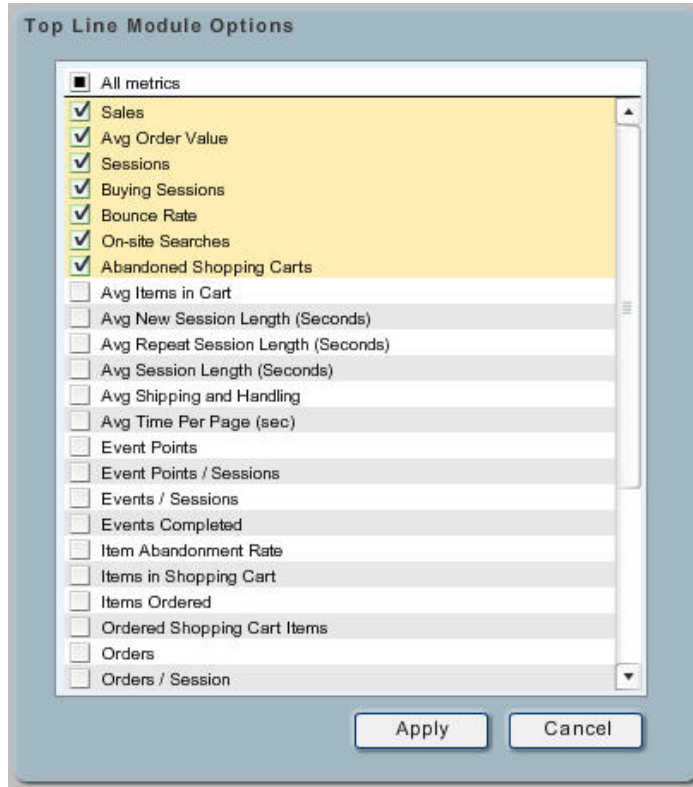 Top Line Module Options
All metrics
Sales
Avg Order Value
Sessions
Buying Sessions
Bounce Rate
On-site Searches
Abandoned Shopping Carts
Avg Items in Cart
Avg New Session Length (Seconds)
Avg Repeat Session Length (Seconds)
Avg Session Length (Seconds)
Avg Shipping and Handling
Avg Time Per Page (sec)
Event Points
Event Points / Sessions
Events / Sessions
Events Completed
Item Abandonment Rate
Items in Shopping Cart
Items Ordered
Ordered Shopping Cart Items
Orders
Orders / Session
Apply Cancel